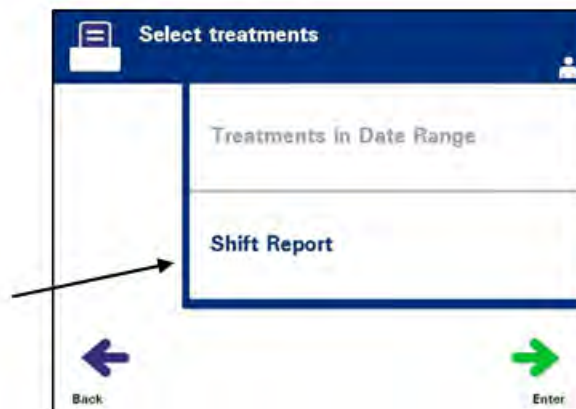 Select treatments
Treatments in Date Range
Shift Report
Back
Enter